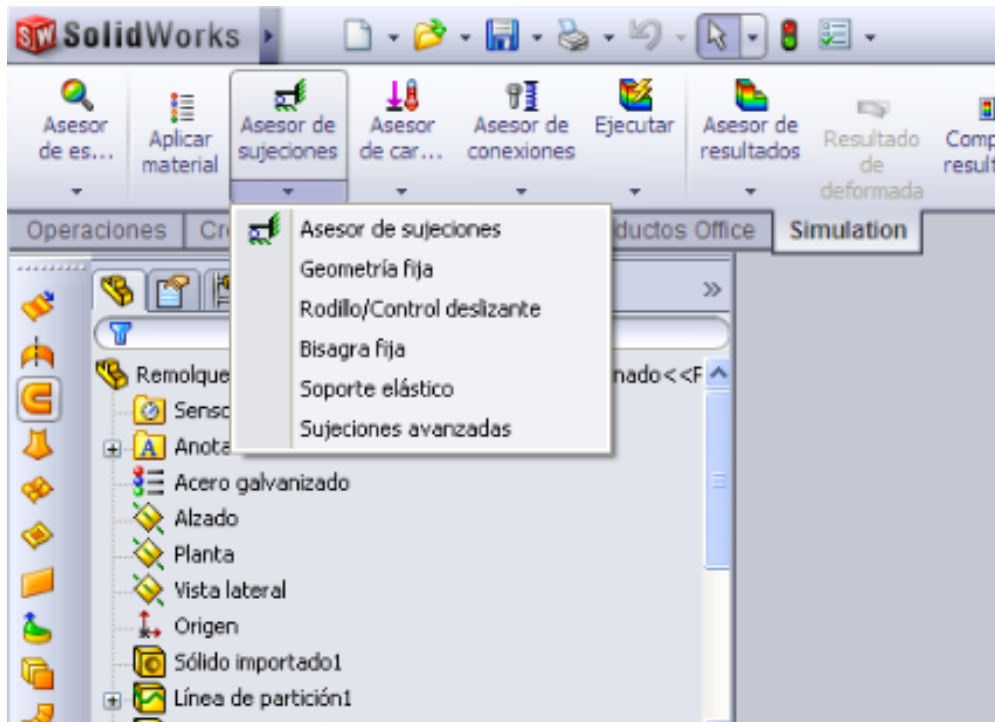 SolidWorks
Asesor de es...
Aplicar material
Asesor de sujeciones
Asesor de car...
Asesor de conexiones
Ejecutar
Asesor de resultados
Resultado de deformada
Comp
result
Operaciones
Cr
ductos Office
Simulation
Asesor de sujeciones
Geometría fija
Rodillo/Control deslizante
Bisagra fija
Soporte elástico
Sujeciones avanzadas
Remolque
nado<<F
Senso
Anota
Acero galvanizado
Alzado
Planta
Vista lateral
Origen
Sólido importado1
Línea de partición1